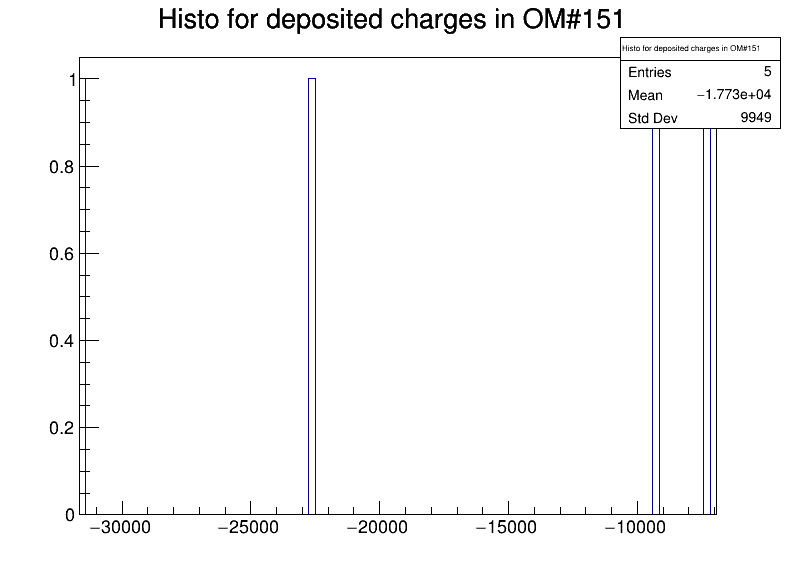 Histo for deposited charges in OM#151
Histo for deposited charges in OM#151
Entries 5
Mean −1.773e+04
Std Dev 9949
1
0.8
0.6
0.4
0.2
0
−30000 −25000 −20000 −15000 −10000